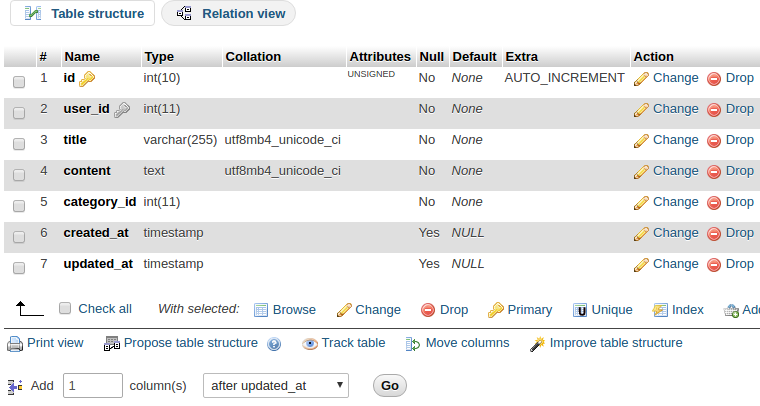 Table structure Relation view
# Name Type Collation Attributes Null Default Extra Action
1 id int(10) UNSIGNED No None AUTO_INCREMENT Change Drop
2 user_id int(11) No None Change Drop
3 title varchar(255) utf8mb4_unicode_ci No None Change Drop
4 content text utf8mb4_unicode_ci No None Change Drop
5 category_id int(11) No None Change Drop
6 created_at timestamp Yes NULL Change Drop
7 updated_at timestamp Yes NULL Change Drop
Check all With selected: Browse Change Drop Primary U Unique Index Ad
Print view Propose table structure ? Track table Move columns Improve table structure
Add 1 column(s) after updated_at Go